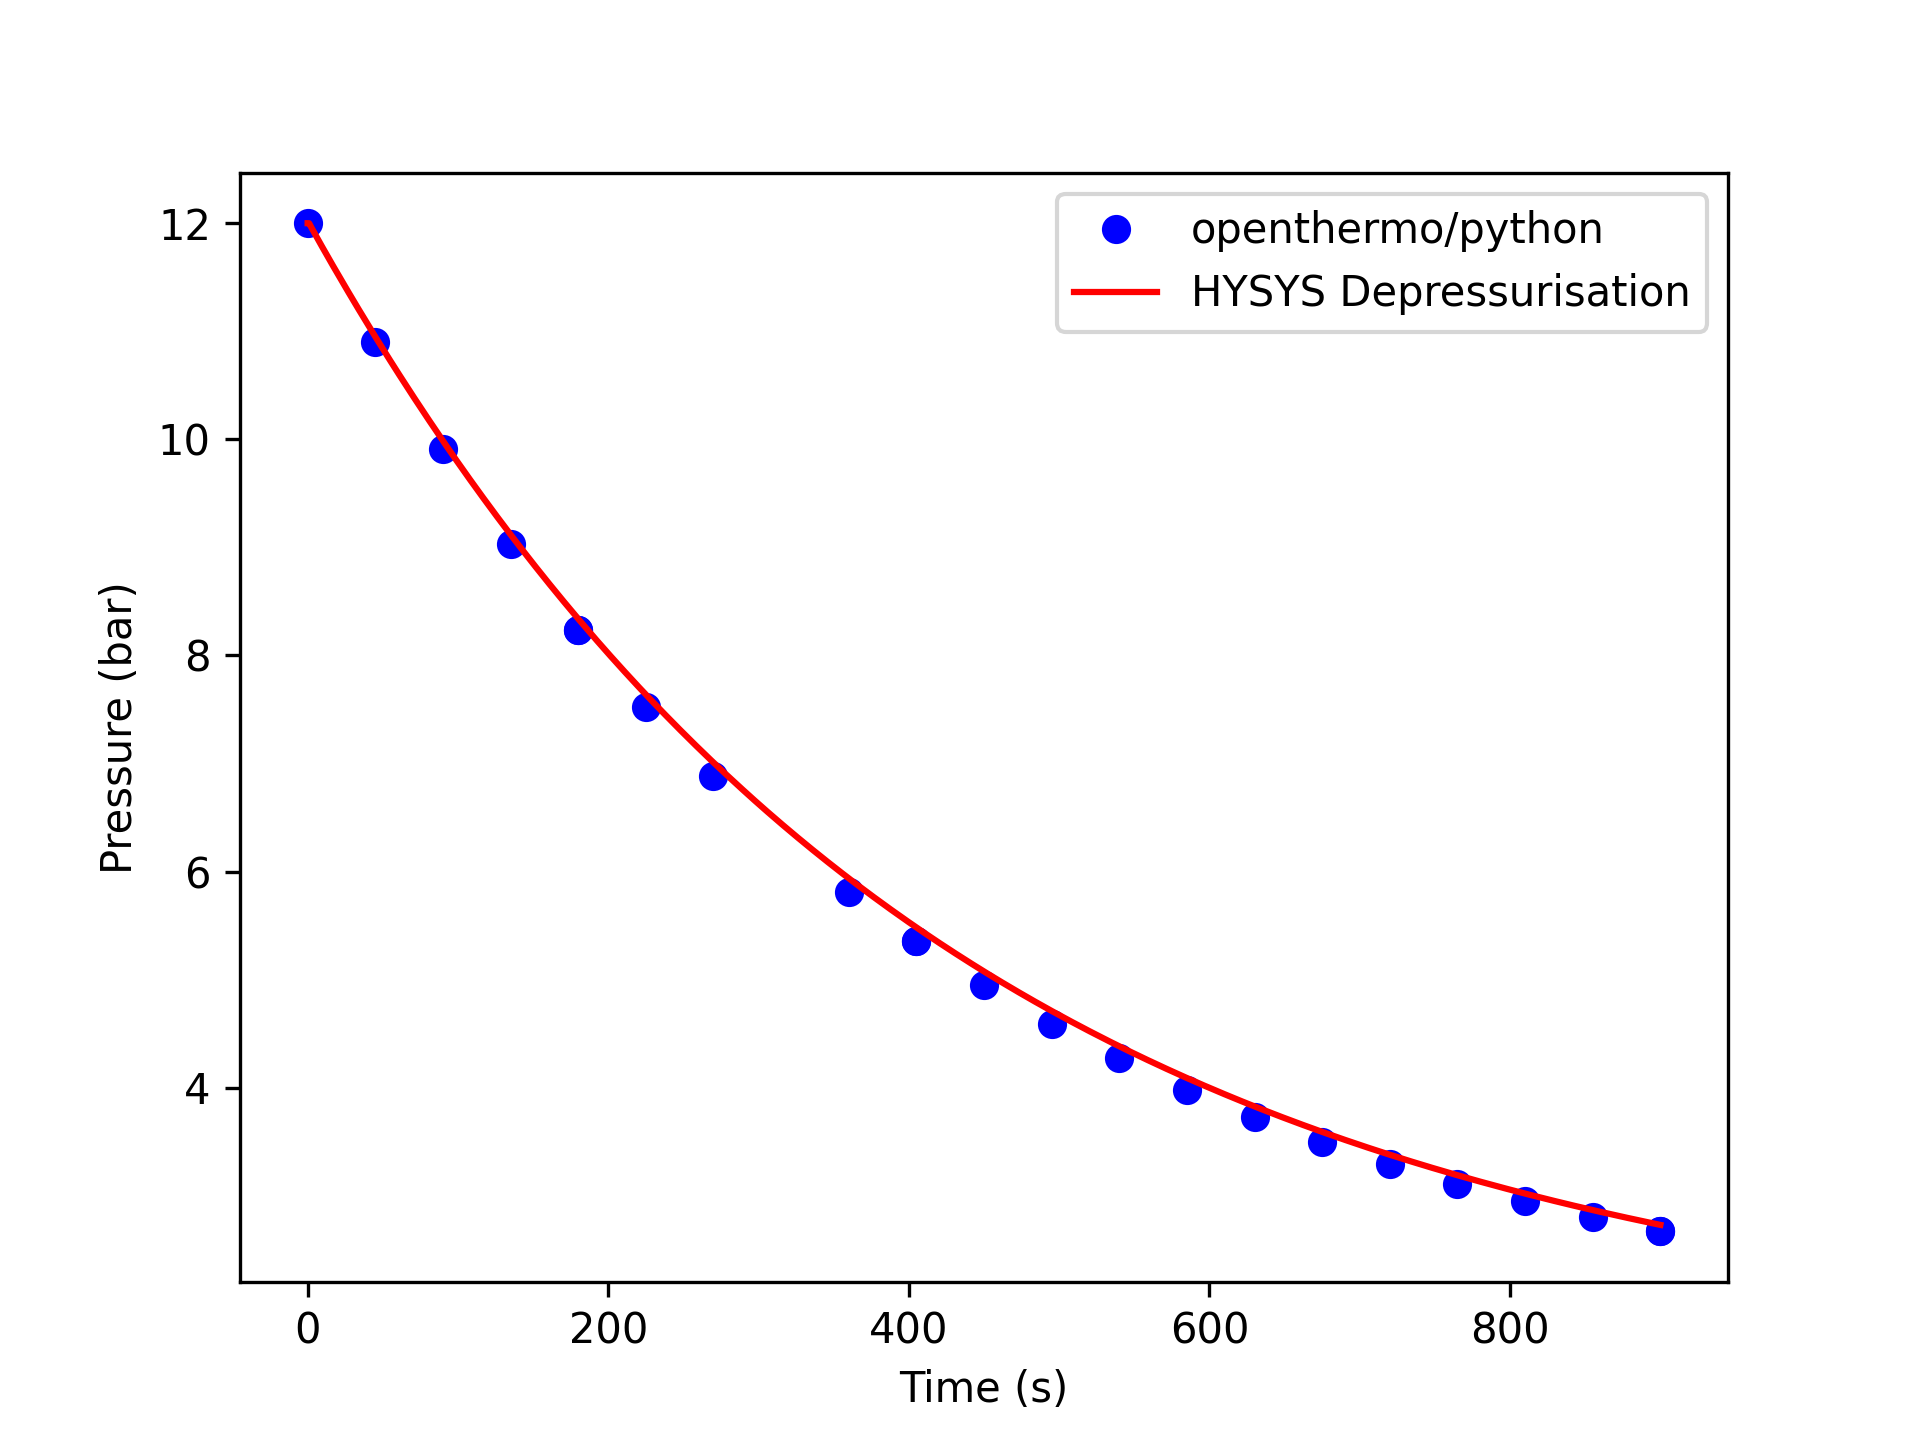 openthermo/python
HYSYS Depressurisation
12
10
8
6
4
Pressure (bar)
0 200 400 600 800
Time (s)